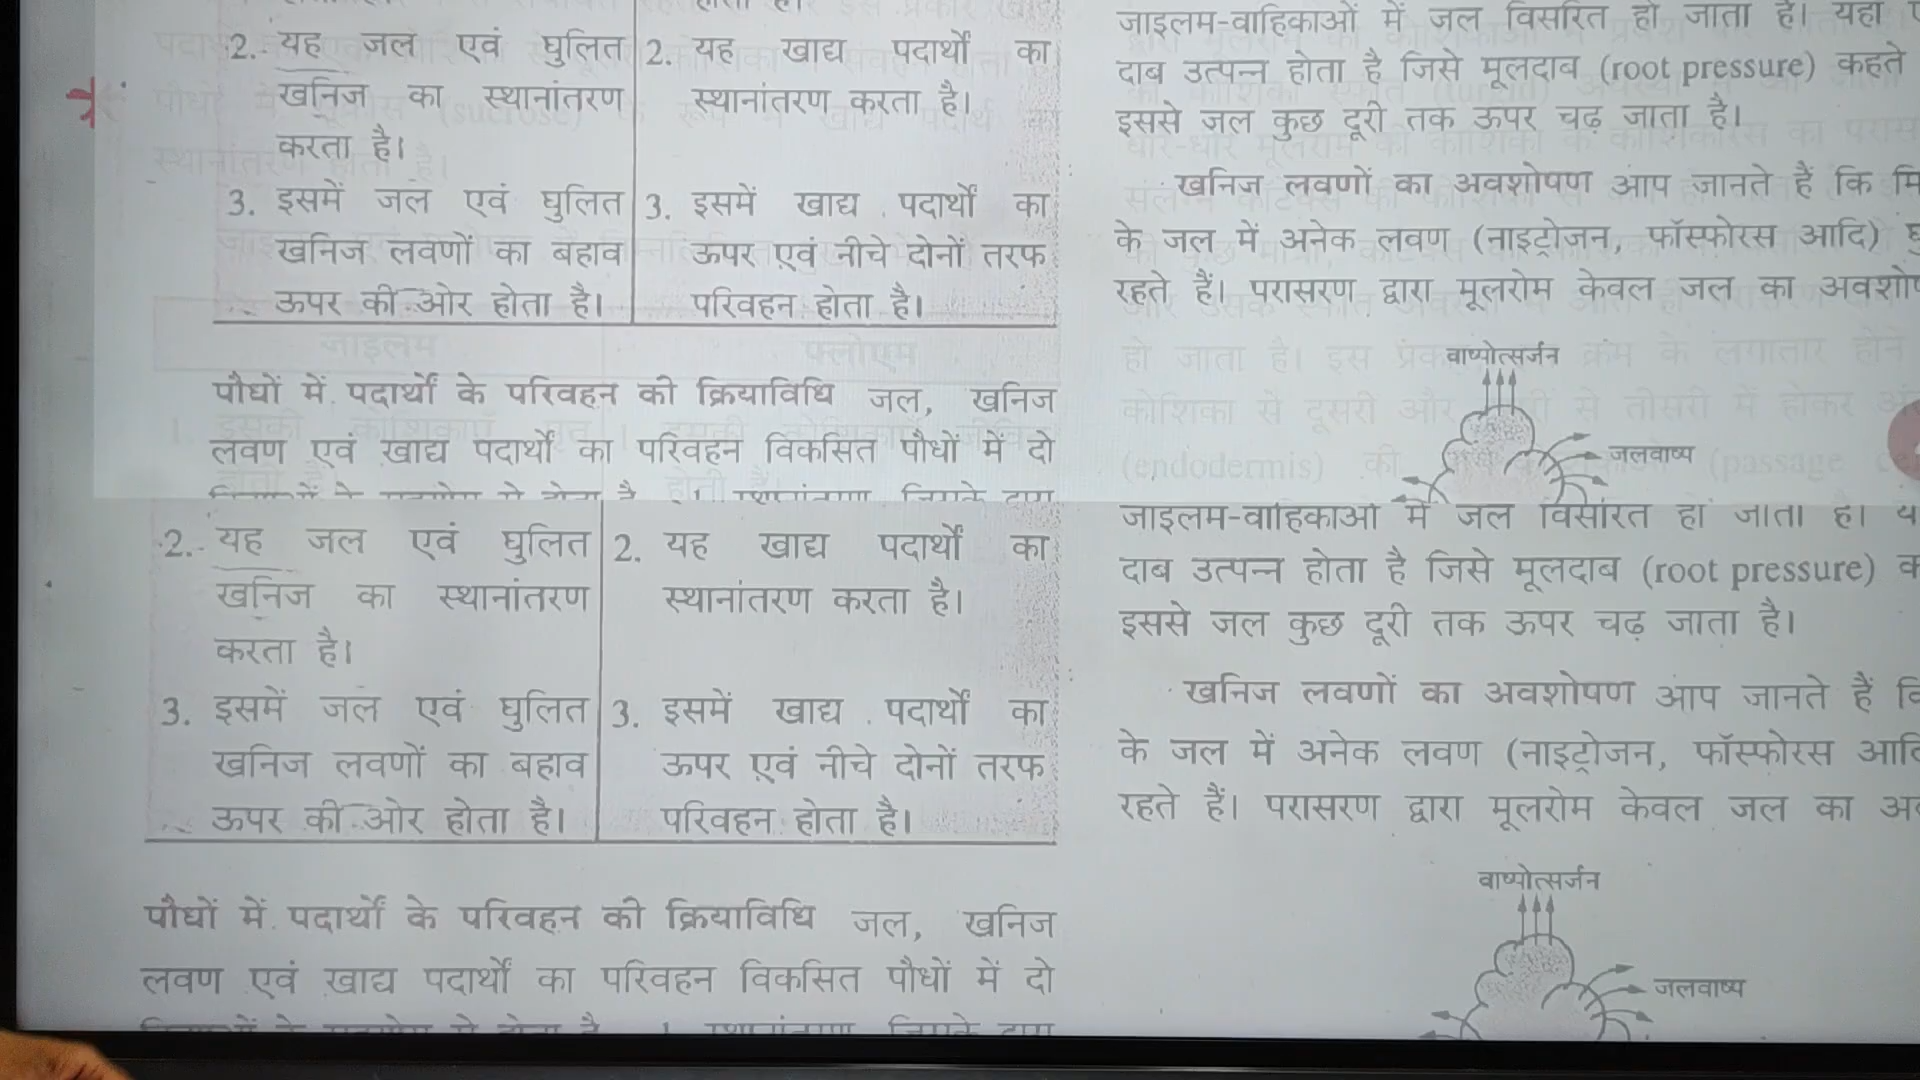 2. यह जल एवं घुलित
खनिज का स्थानांतरण
करता है।
3. इसमें जल एवं घुलित
खनिज लवणों का बहाव
ऊपर की ओर होता है।
2. यह खाद्य पदार्थों का
स्थानांतरण करता है।
3. इसमें खाद्य पदार्थों का
ऊपर एवं नीचे दोनों तरफ
परिवहन होता है।
पौधों में पदार्थों के परिवहन की क्रियाविधि जल, खनिज
लवण एवं खाद्य पदार्थों का परिवहन विकसित पौधों में दो
जाइलम-वाहिकाओं में जल विसरित हो जाता है। यहाँ
दाब उत्पन्न होता है जिसे मूलदाब (root pressure) कहते
इससे जल कुछ दूरी तक ऊपर चढ़ जाता है।
खनिज लवणों का अवशोषण आप जानते हैं कि
के जल में अनेक लवण (नाइट्रोजन, फॉस्फोरस आदि)
रहते हैं। परासरण द्वारा मूलरोम केवल जल का
वाष्पोत्सर्जन
जलवाष्प
2. यह जल एवं घुलित
खनिज का स्थानांतरण
करता है।
3. इसमें जल एवं घुलित
खनिज लवणों का बहाव
ऊपर की ओर होता है।
2. यह खाद्य पदार्थों का
स्थानांतरण करता है।
3. इसमें खाद्य पदार्थों का
ऊपर एवं नीचे दोनों तरफ
परिवहन होता है।
पौधों में पदार्थों के परिवहन की क्रियाविधि जल, खनिज
लवण एवं खाद्य पदार्थों का परिवहन विकसित पौधों में दो
जाइलम-वाहिकाओं में जल विसरित हो जाता है।
दाब उत्पन्न होता है जिसे मूलदाब (root pressure)
इससे जल कुछ दूरी तक ऊपर चढ़ जाता है।
खनिज लवणों का अवशोषण आप जानते हैं
के जल में अनेक लवण (नाइट्रोजन, फॉस्फोरस
रहते हैं। परासरण द्वारा मूलरोम केवल जल का
वाष्पोत्सर्जन
जलवाष्प